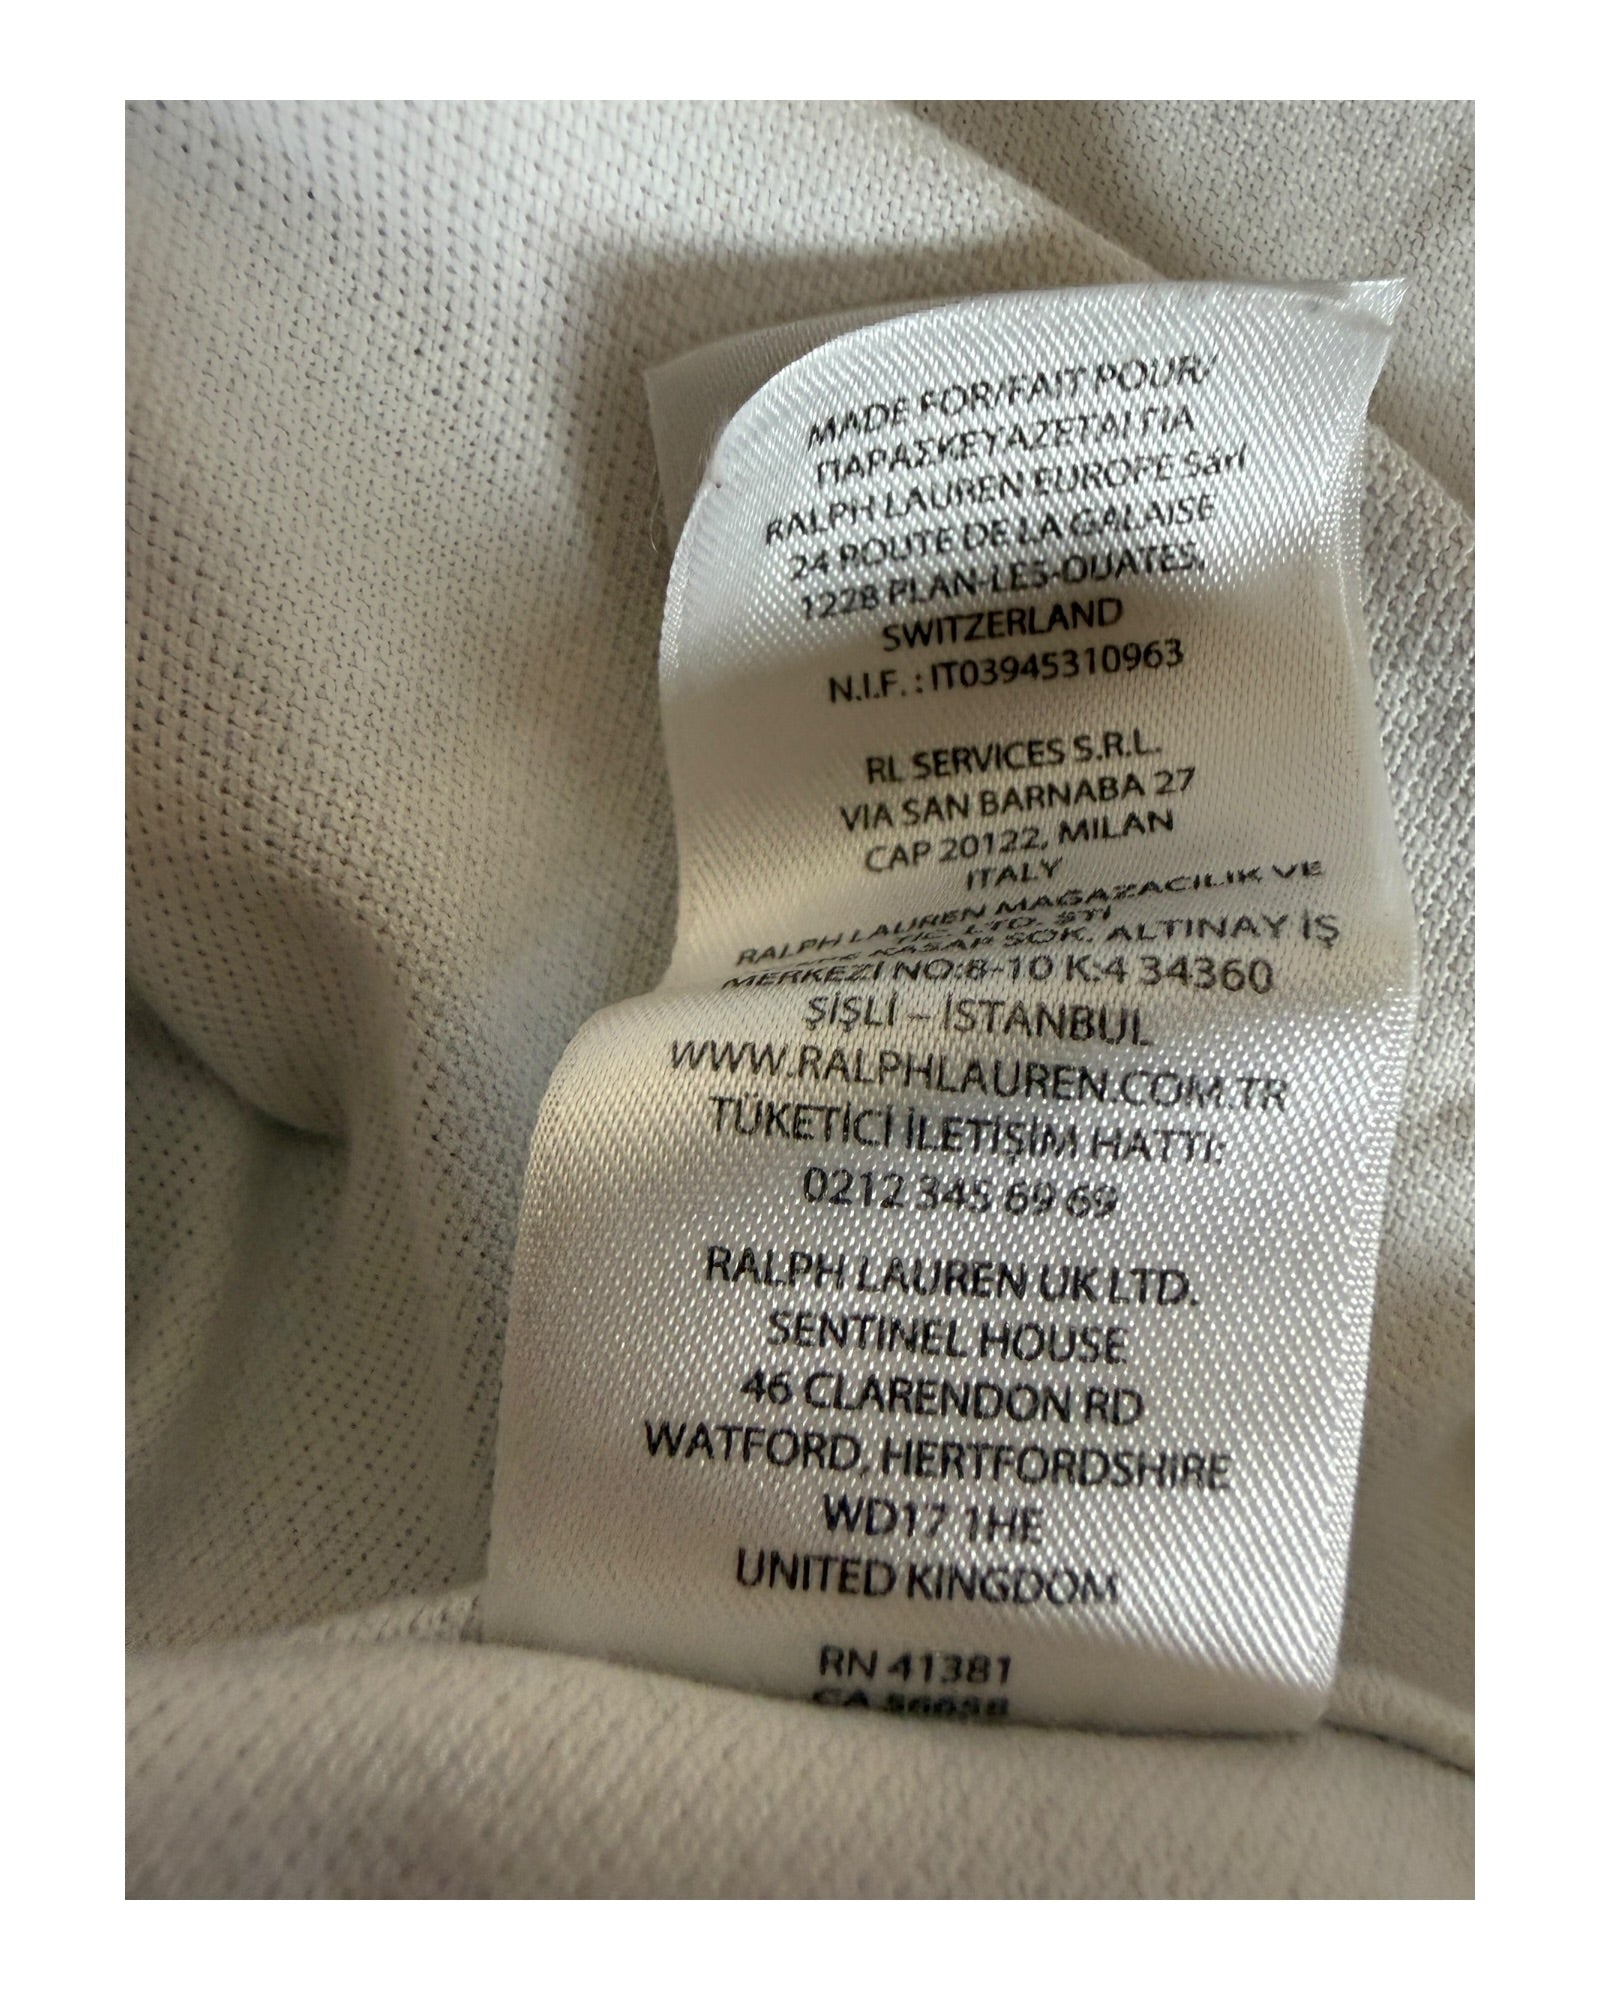 MADE FOR/FAIT POUR/
ΠΑΡΑΣΚΕΥΑΖΕΤΑΙ ΓΙΑ
RALPH LAUREN EUROPE Sàrl
24 ROUTE DE LA GALAISE
1228 PLAN-LES-OUATES,
SWITZERLAND
N.I.F. : IT03945310963
RL SERVICES S.R.L.
VIA SAN BARNABA 27
CAP 20122, MILAN
ITALY
RALPH LAUREN MAĞAZACILIK VE
TİC. LTD. ŞTİ
KASAP SOK. ALTINAY İŞ
MERKEZİ NO:8-10 K:4 34360
ŞİŞLİ – İSTANBUL
WWW.RALPHLAUREN.COM.TR
TÜKETİCİ İLETİŞİM HATTI:
0212 345 69 69
RALPH LAUREN UK LTD.
SENTINEL HOUSE
46 CLARENDON RD
WATFORD, HERTFORDSHIRE
WD17 1HE
UNITED KINGDOM
RN 41381
CA